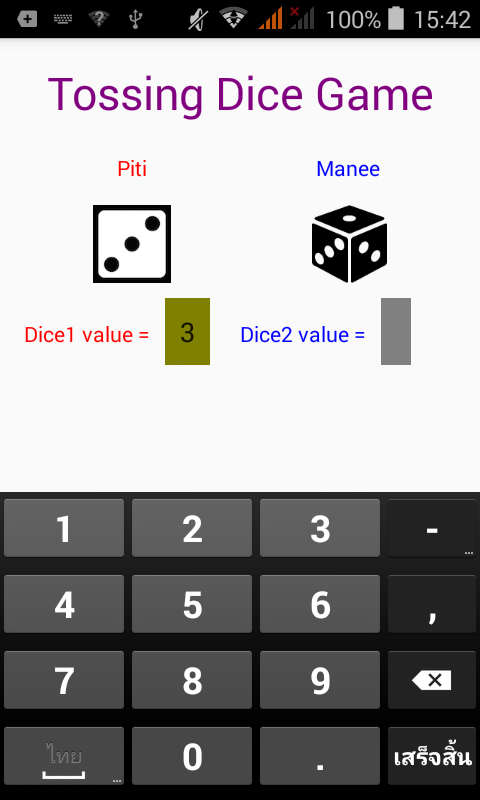 100% 15:42
Tossing Dice Game
Piti Manee
Dice1 value = 3 Dice2 value =
1 2 3 -
...
4 5 6 ,
7 8 9
ไทย 0 . เสร็จสิ้น
...